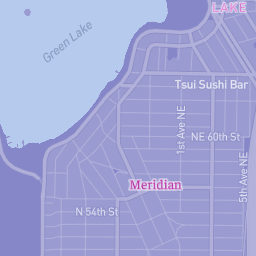 LAKE
Green Lake
Tsui Sushi Bar
NE 60th St
1st Ave NE
Meridian
5th Ave NE
N 54th St